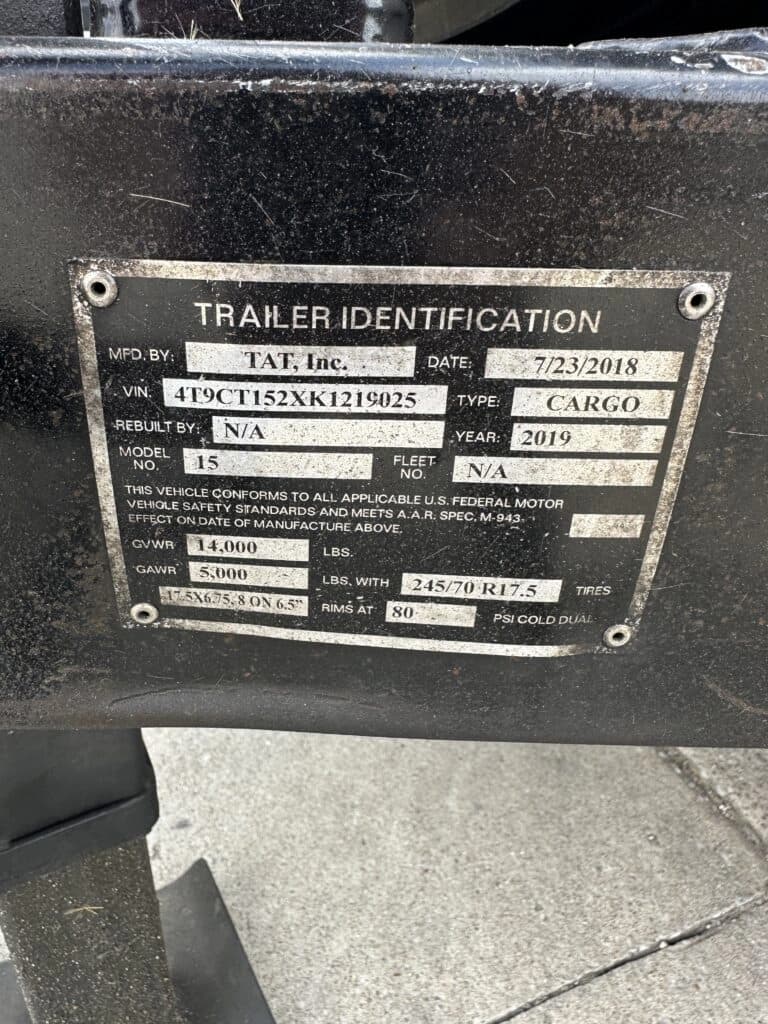 TRAILER IDENTIFICATION
MFD. BY: TAT, Inc. DATE: 7/23/2018
VIN. 4T9CT152XK1219025 TYPE: CARGO
REBUILT BY: N/A YEAR: 2019
MODEL NO. 15 FLEET NO. N/A
THIS VEHICLE CONFORMS TO ALL APPLICABLE U.S. FEDERAL MOTOR
VEHICLE SAFETY STANDARDS AND MEETS A.A.R. SPEC. M-943
EFFECT ON DATE OF MANUFACTURE ABOVE.
GVWR 14,000 LBS.
GAWR 5,000 LBS. WITH 245/70 R17.5 TIRES
17.5X6.75, 8 ON 6.5" RIMS AT 80 PSI COLD DUAL